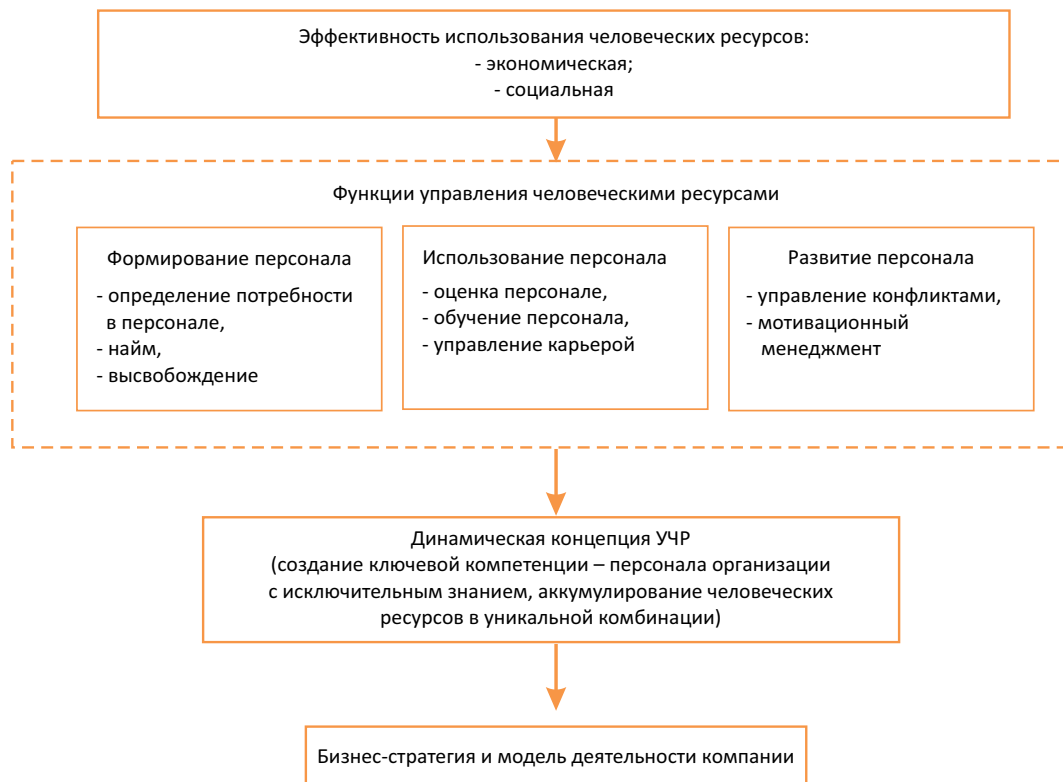 Эффективность использования человеческих ресурсов:
- экономическая;
- социальная
Функции управления человеческими ресурсами
Формирование персонала
- определение потребности
в персонале,
- найм,
- высвобождение
Использование персонала
- оценка персонале,
- обучение персонала,
- управление карьерой
Развитие персонала
- управление конфликтами,
- мотивационный
менеджмент
Динамическая концепция УЧР
(создание ключевой компетенции – персонала организации
с исключительным знанием, аккумулирование человеческих
ресурсов в уникальной комбинации)
Бизнес-стратегия и модель деятельности компании